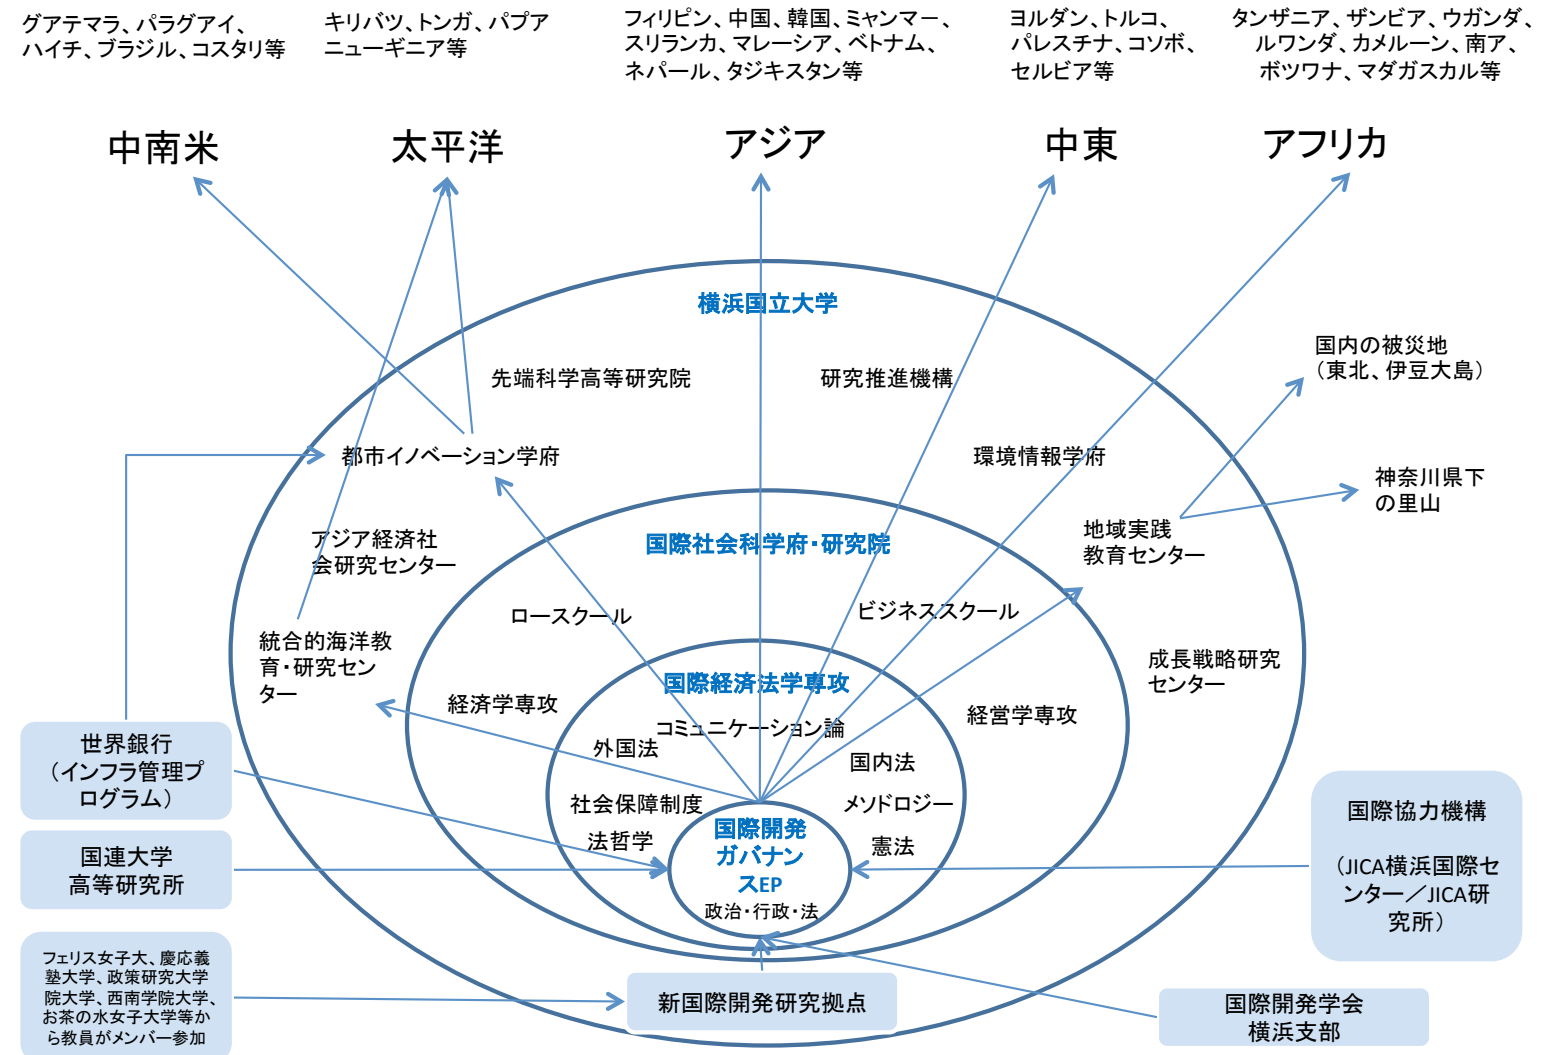 グアテマラ、パラグアイ、
ハイチ、ブラジル、コスタリ等
キリバツ、トンガ、パプア
ニューギニア等
フィリピン、中国、韓国、ミャンマー、
スリランカ、マレーシア、ベトナム、
ネパール、タジキスタン等
ヨルダン、トルコ、
パレスチナ、コソボ、
セルビア等
タンザニア、ザンビア、ウガンダ、
ルワンダ、カメルーン、南ア、
ボツワナ、マダガスカル等
中南米
太平洋
アジア
中東
アフリカ
横浜国立大学
先端科学高等研究院
研究推進機構
国内の被災地
（東北、伊豆大島）
都市イノベーション学府
環境情報学府
神奈川県下
の里山
アジア経済社
会研究センター
国際社会科学府・研究院
地域実践
教育センター
ロースクール
ビジネススクール
統合的海洋教
育・研究セン
ター
成長戦略研究
センター
国際経済法学専攻
経済学専攻
経営学専攻
コミュニケーション論
外国法
国内法
社会保障制度
メソドロジー
法哲学
憲法
国際開発
ガバナン
スEP
政治・行政・法
世界銀行
（インフラ管理プ
ログラム）
国連大学
高等研究所
国際協力機構
（JICA横浜国際セ
ンター／JICA研
究所）
フェリス女子大、慶応義
塾大学、政策研究大学
院大学、西南学院大学、
お茶の水女子大学等か
ら教員がメンバー参加
新国際開発研究拠点
国際開発学会
横浜支部